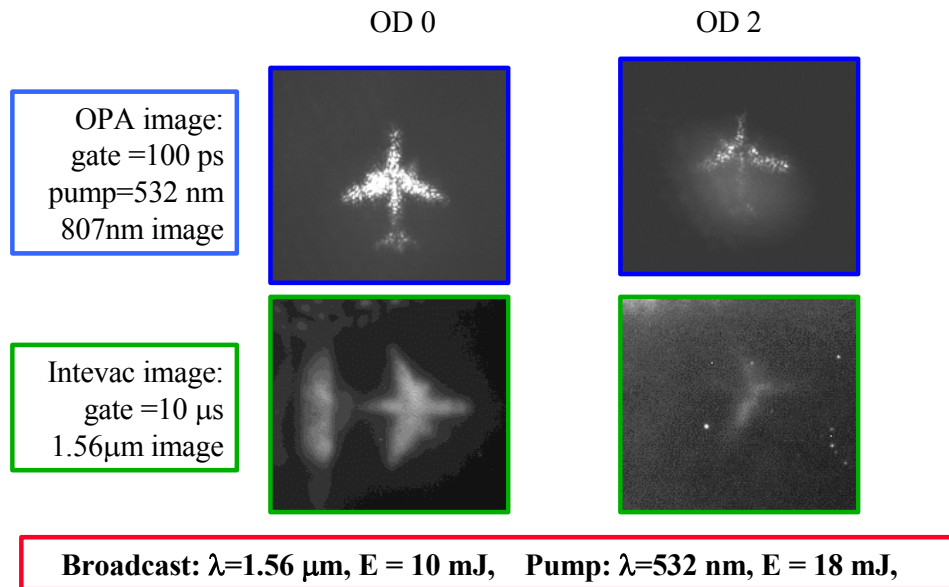 OD 0 OD 2
OPA image:
gate =100 ps
pump=532 nm
807nm image
Intevac image:
gate =10 μs
1.56μm image
Broadcast: λ=1.56 μm, E = 10 mJ, Pump: λ=532 nm, E = 18 mJ,